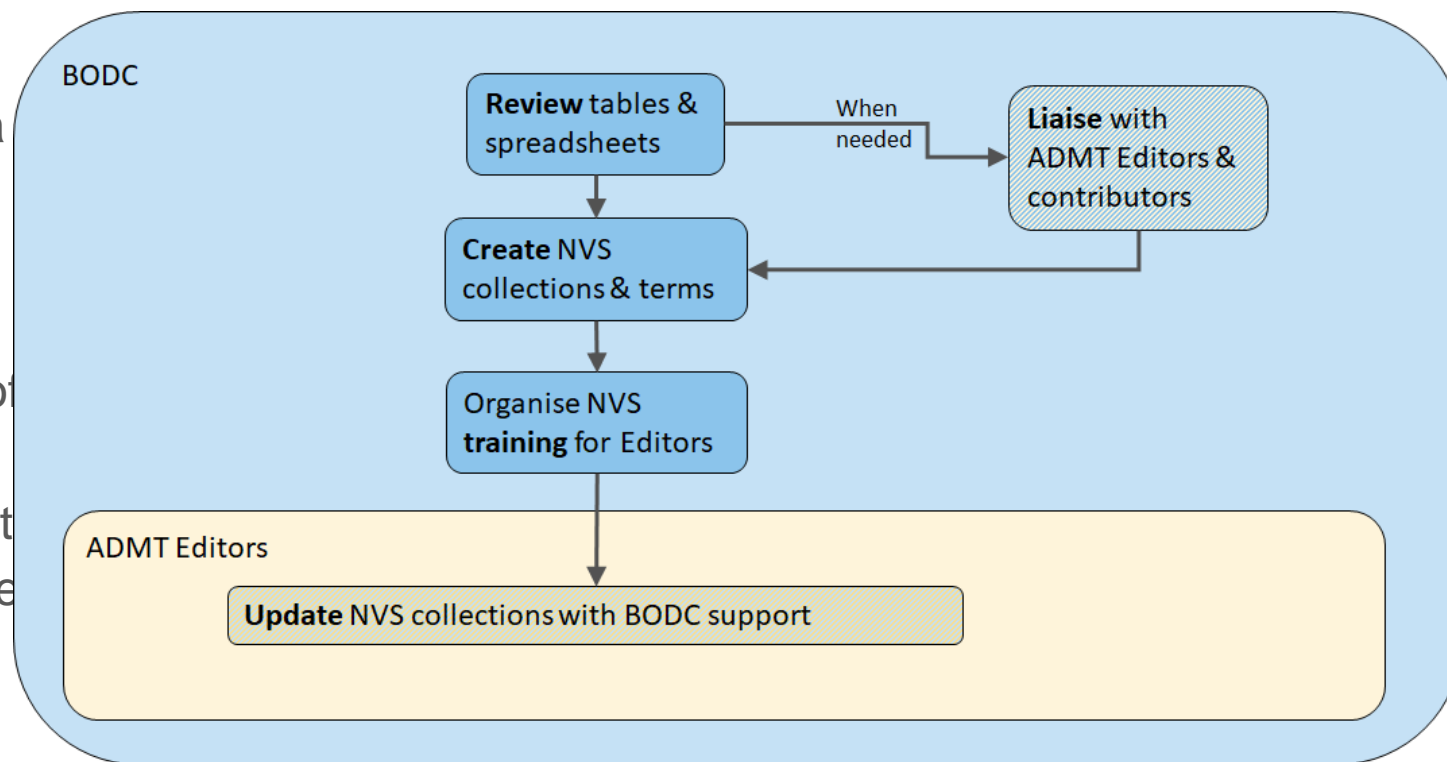 BODC
Review tables &
spreadsheets
When
needed
Liaise with
ADMT Editors &
contributors
Create NVS
collections & terms
Organise NVS
training for Editors
ADMT Editors
Update NVS collections with BODC support